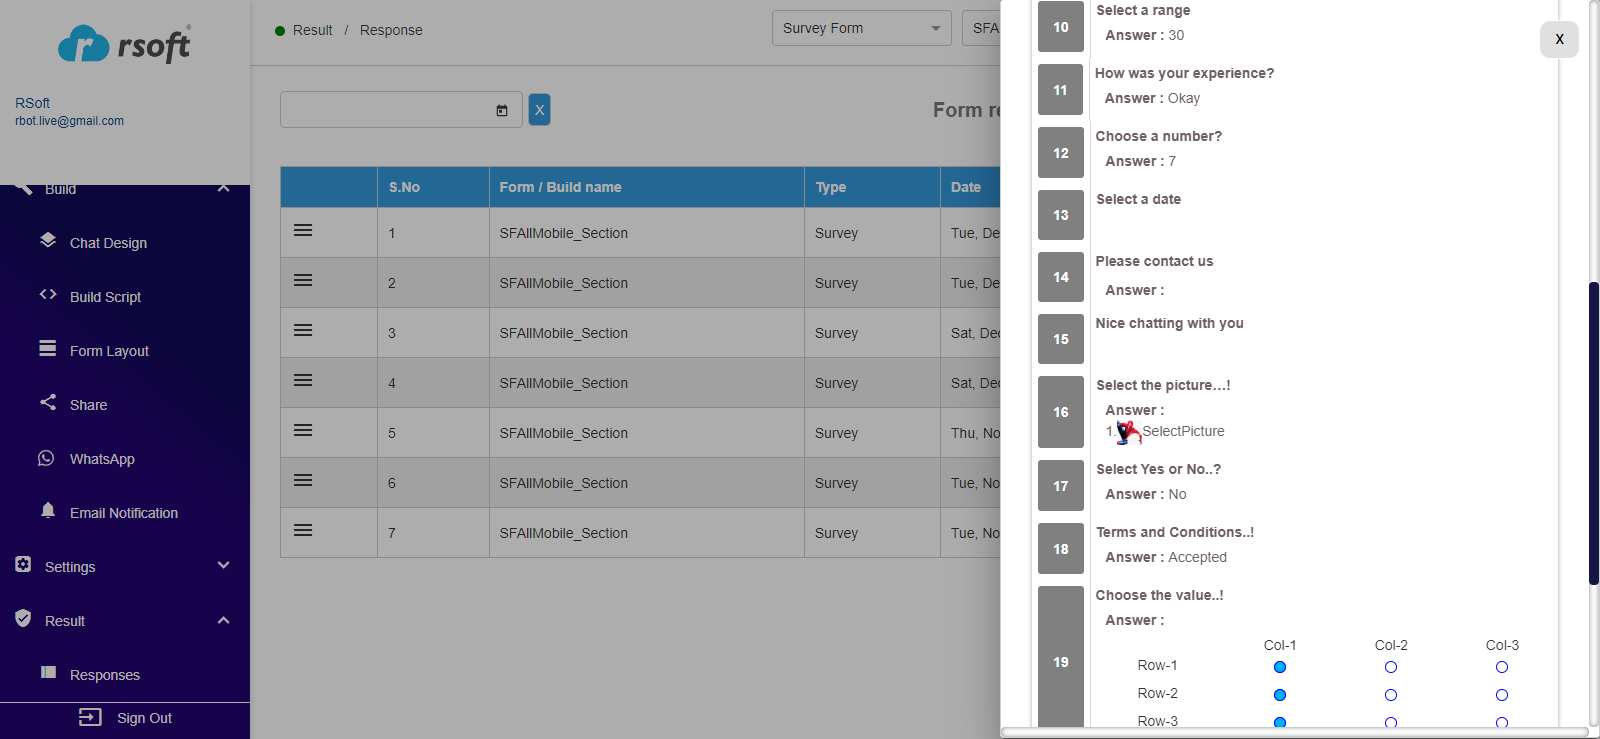 rsoft
RSoft
rbot.live@gmail.com
Build
Chat Design
Build Script
Form Layout
Share
WhatsApp
Email Notification
Settings
Result
Responses
Sign Out
Result / Response
Survey Form
SFA
X
Form re
S.No Form / Build name Type Date
1 SFAllMobile_Section Survey Tue, De
2 SFAllMobile_Section Survey Tue, De
3 SFAllMobile_Section Survey Sat, Dec
4 SFAllMobile_Section Survey Sat, Dec
5 SFAllMobile_Section Survey Thu, No
6 SFAllMobile_Section Survey Tue, No
7 SFAllMobile_Section Survey Tue, No
X
10 Select a range
Answer : 30
11 How was your experience?
Answer : Okay
12 Choose a number?
Answer : 7
13 Select a date
14 Please contact us
Answer :
15 Nice chatting with you
16 Select the picture...!
Answer :
1. SelectPicture
17 Select Yes or No..?
Answer : No
18 Terms and Conditions..!
Answer : Accepted
19 Choose the value..!
Answer :
Col-1 Col-2 Col-3
Row-1
Row-2
Row-3